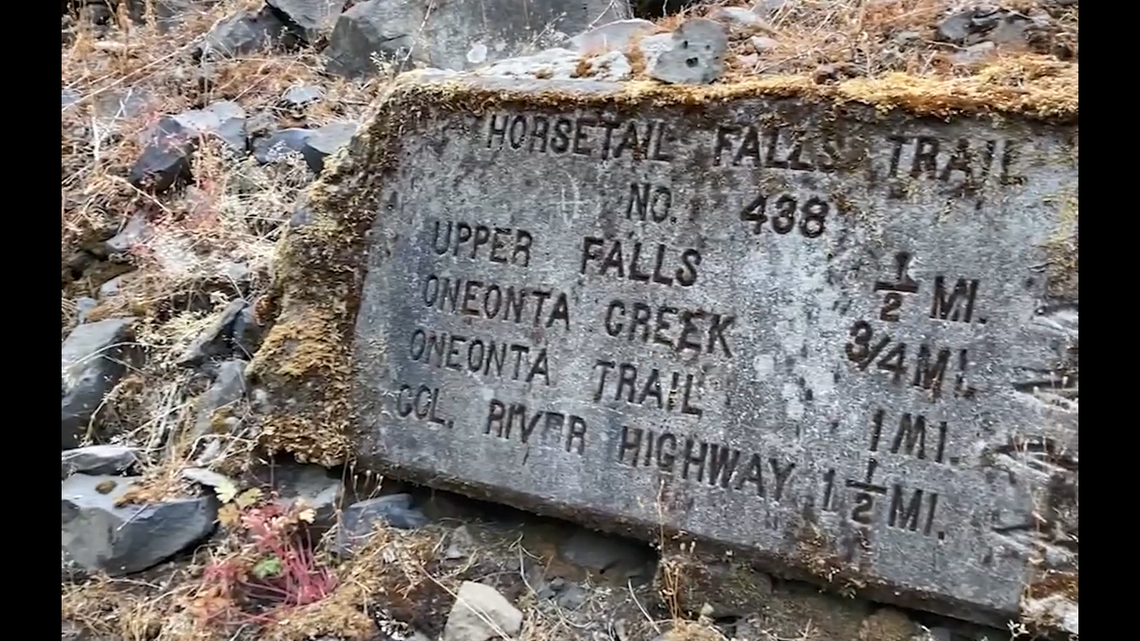 HORSETAIL FALLS TRAIL
NO. 438
UPPER FALLS 1/2 MI.
ONEONTA CREEK 3/4 MI.
ONEONTA TRAIL 1 MI.
COL. RIVER HIGHWAY 1 1/2 MI.